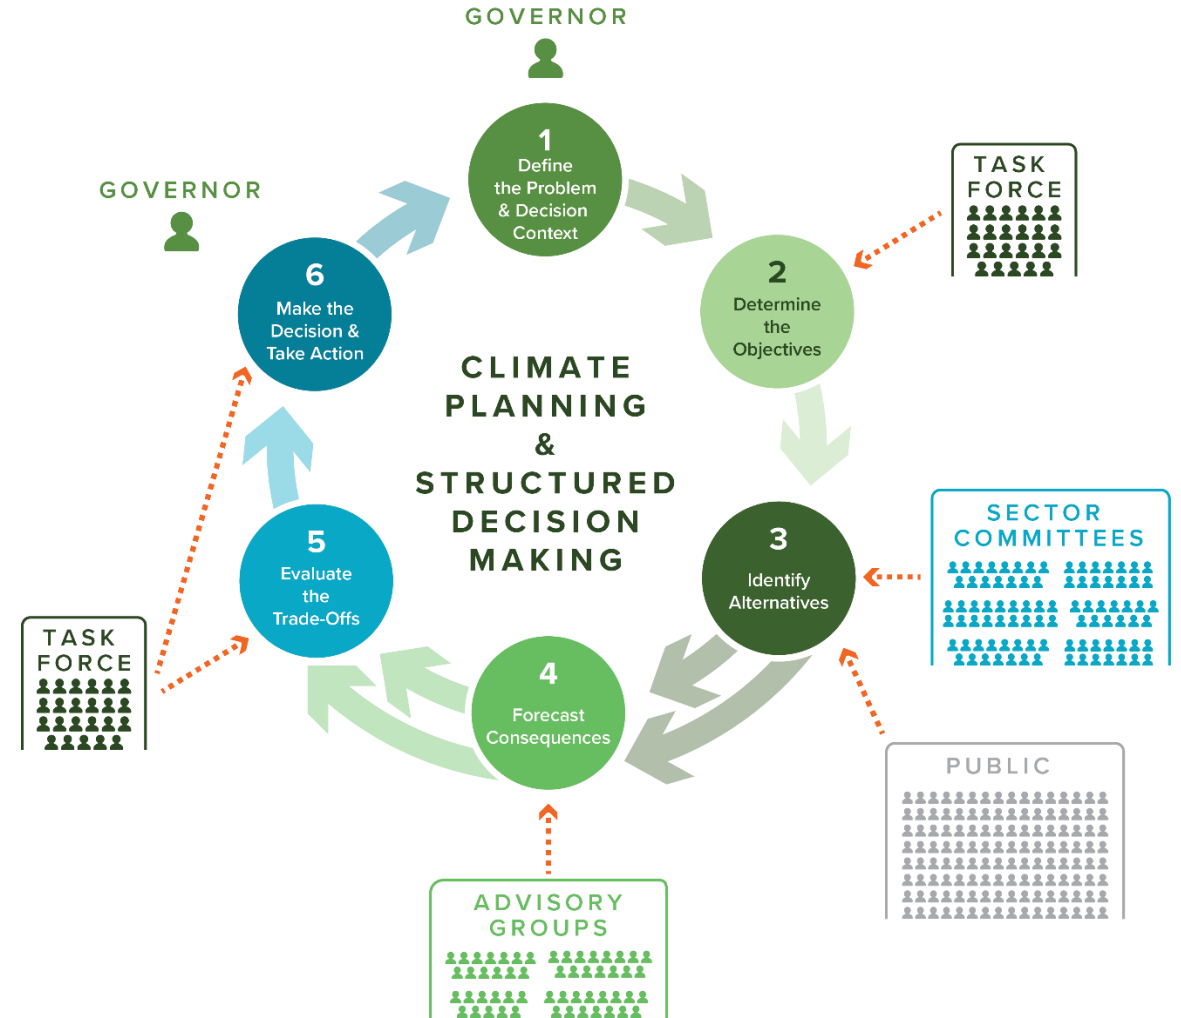 GOVERNOR
1
Define
the Problem
& Decision
Context
GOVERNOR
TASK
FORCE
2
Determine
the
Objectives
6
Make the
Decision &
Take Action
CLIMATE
PLANNING
&
STRUCTURED
DECISION
MAKING
SECTOR
COMMITTEES
3
Identify
Alternatives
5
Evaluate
the
Trade-Offs
TASK
FORCE
4
Forecast
Consequences
PUBLIC
ADVISORY
GROUPS